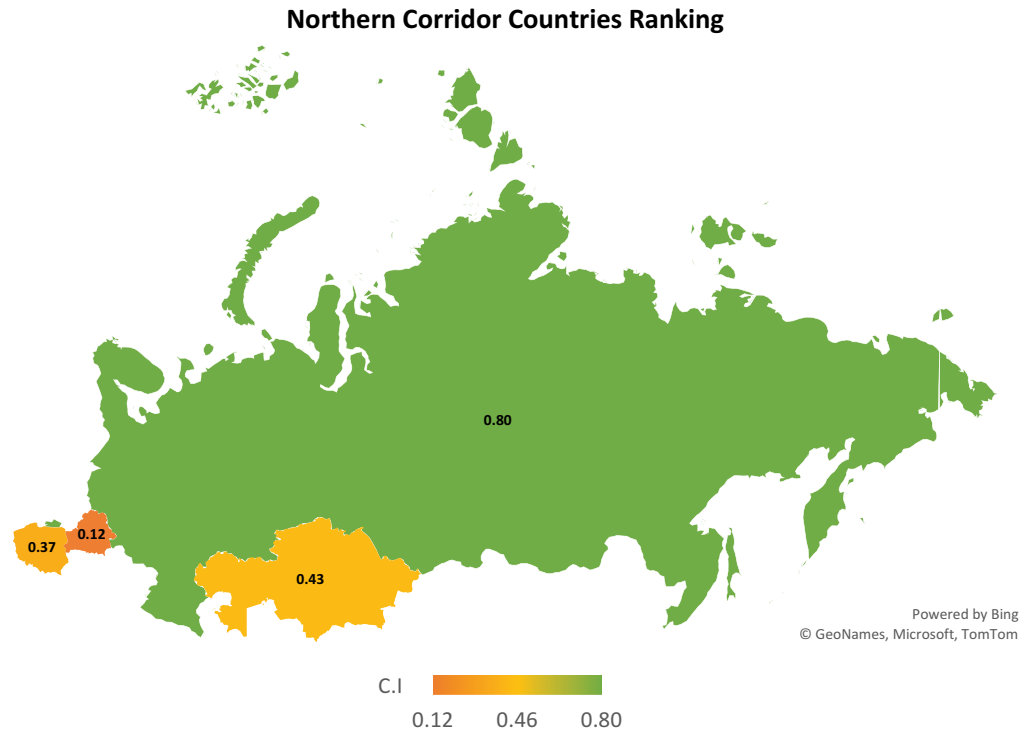 Northern Corridor Countries Ranking
0.80
0.12
0.37
0.43
Powered by Bing
© GeoNames, Microsoft, TomTom
C.I
0.12 0.46 0.80